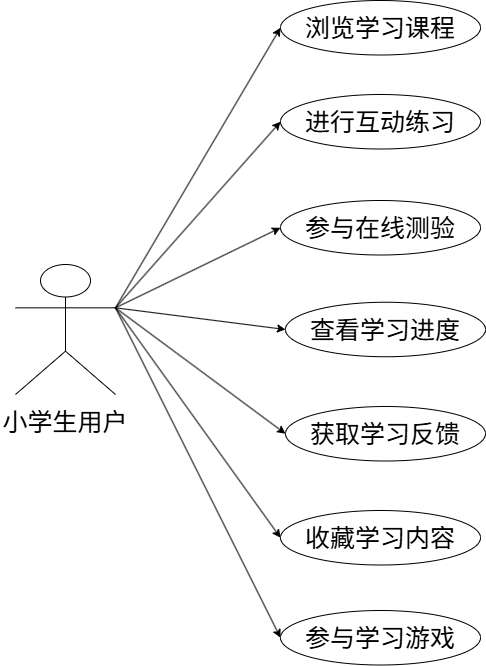 浏览学习课程
进行互动练习
参与在线测验
查看学习进度
小学生用户
获取学习反馈
收藏学习内容
参与学习游戏